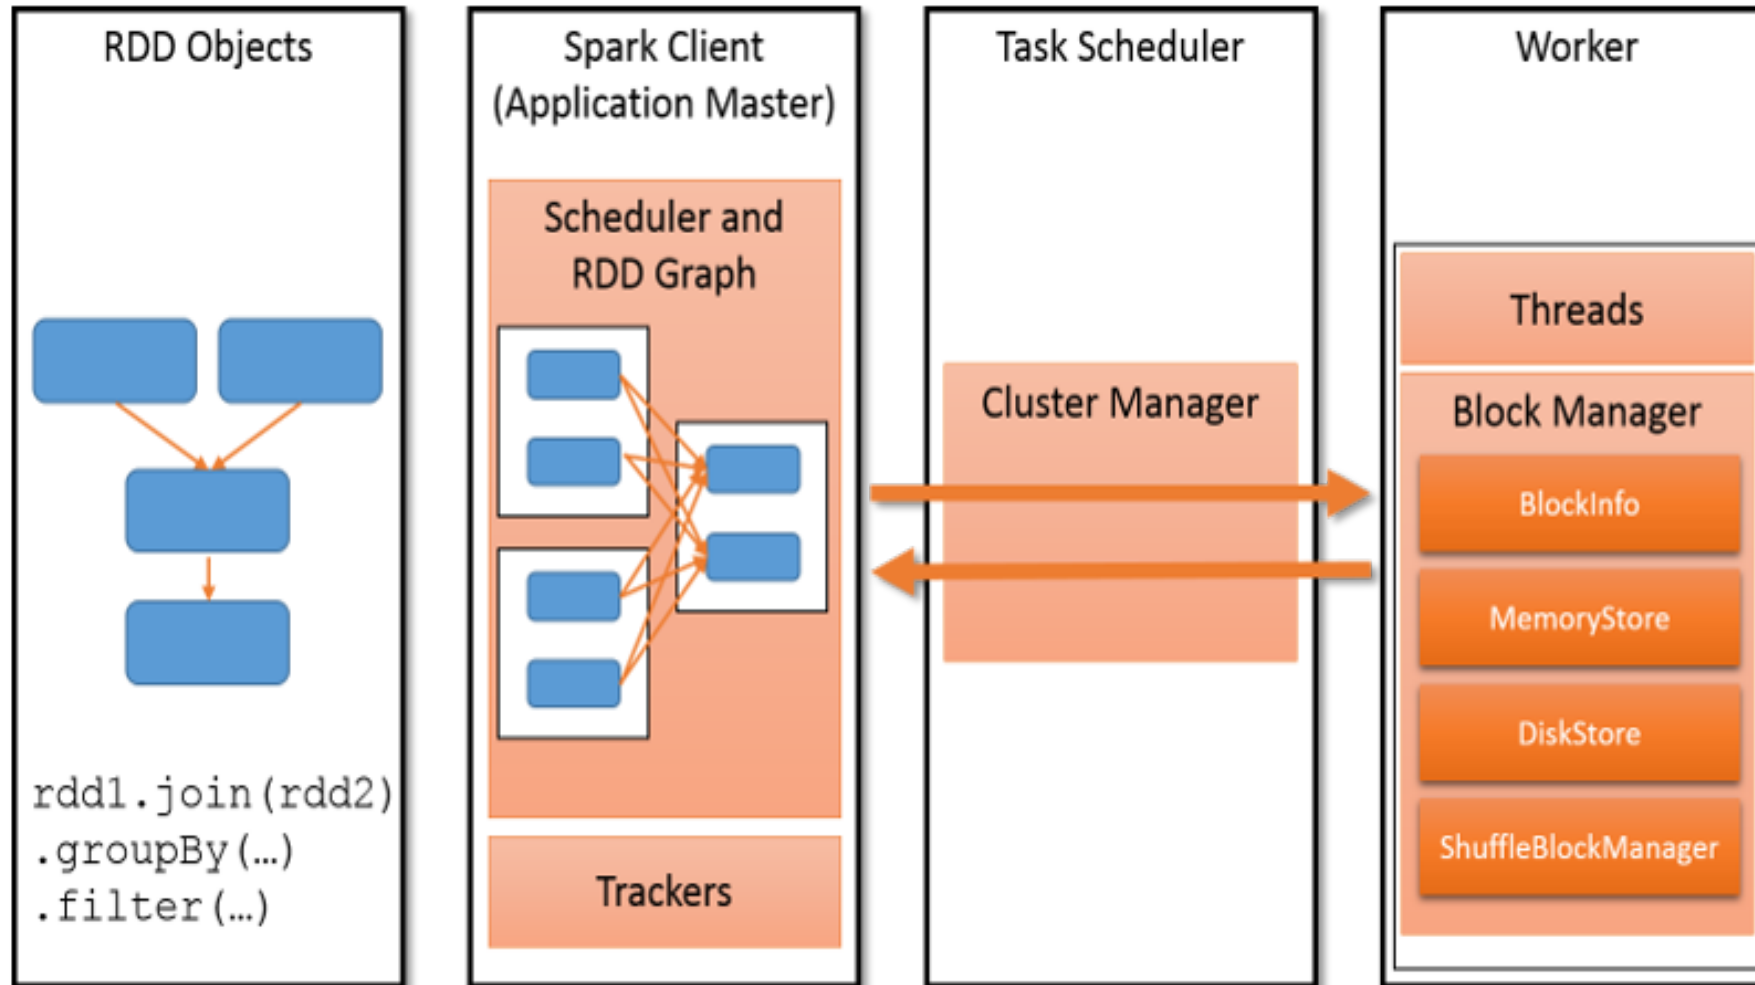 RDD Objects
rdd1.join(rdd2)
.groupBy(…)
.filter(…)
Spark Client
(Application Master)
Scheduler and
RDD Graph
Trackers
Task Scheduler
Cluster Manager
Worker
Threads
Block Manager
BlockInfo
MemoryStore
DiskStore
ShuffleBlockManager